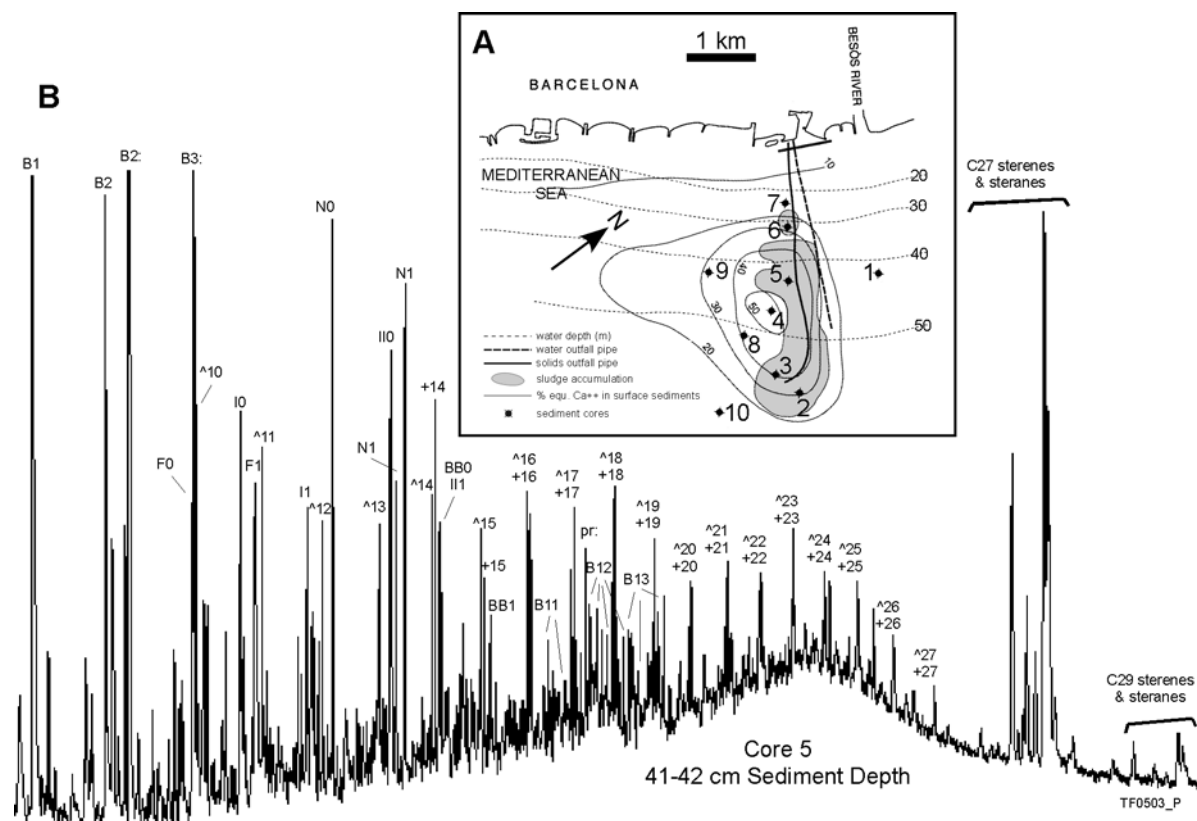 A
1 km
BARCELONA
BESÒS RIVER
MEDITERRANEAN
SEA
N
10
20
30
40
50
7
6
9
5
1
4
8
3
2
10
40
50
30
20
water depth (m)
water outfall pipe
solids outfall pipe
sludge accumulation
% equ. Ca++ in surface sediments
sediment cores
B
B1
B2
B2:
B3:
F0
^10
I0
F1
^11
I1
^12
N0
^13
N1
II0
N1
^14
+14
BB0
II1
^15
+15
BB1
^16
+16
B11
^17
+17
pr:
B12
^18
+18
B13
^19
+19
^20
+20
^21
+21
^22
+22
^23
+23
^24
+24
^25
+25
^26
+26
^27
+27
C27 sterenes
& steranes
C29 sterenes
& steranes
Core 5
41-42 cm Sediment Depth
TF0503_P